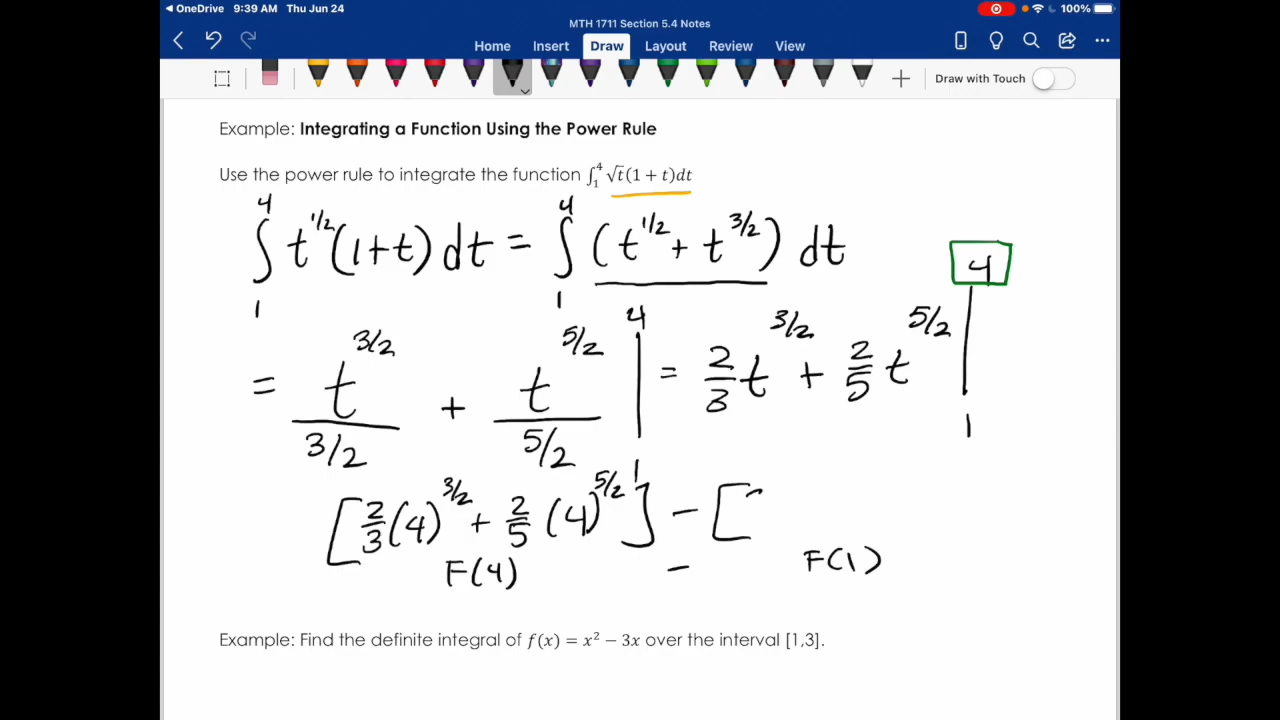 OneDrive 9:39 AM Thu Jun 24 100%
MTH 1711 Section 5.4 Notes
Home Insert Draw Layout Review View
Draw with Touch
Example: Integrating a Function Using the Power Rule
Use the power rule to integrate the function ∫₁⁴ √t(1 + t)dt
∫₁⁴ t^1/2 (1+t) dt = ∫₁⁴ (t^1/2 + t^3/2) dt
= t^3/2 / 3/2 + t^5/2 / 5/2 |₁⁴ = 2/3 t^3/2 + 2/5 t^5/2 |₁⁴
[2/3 (4)^3/2 + 2/5 (4)^5/2] − [
F(4) − F(1)
Example: Find the definite integral of f(x) = x² − 3x over the interval [1,3].